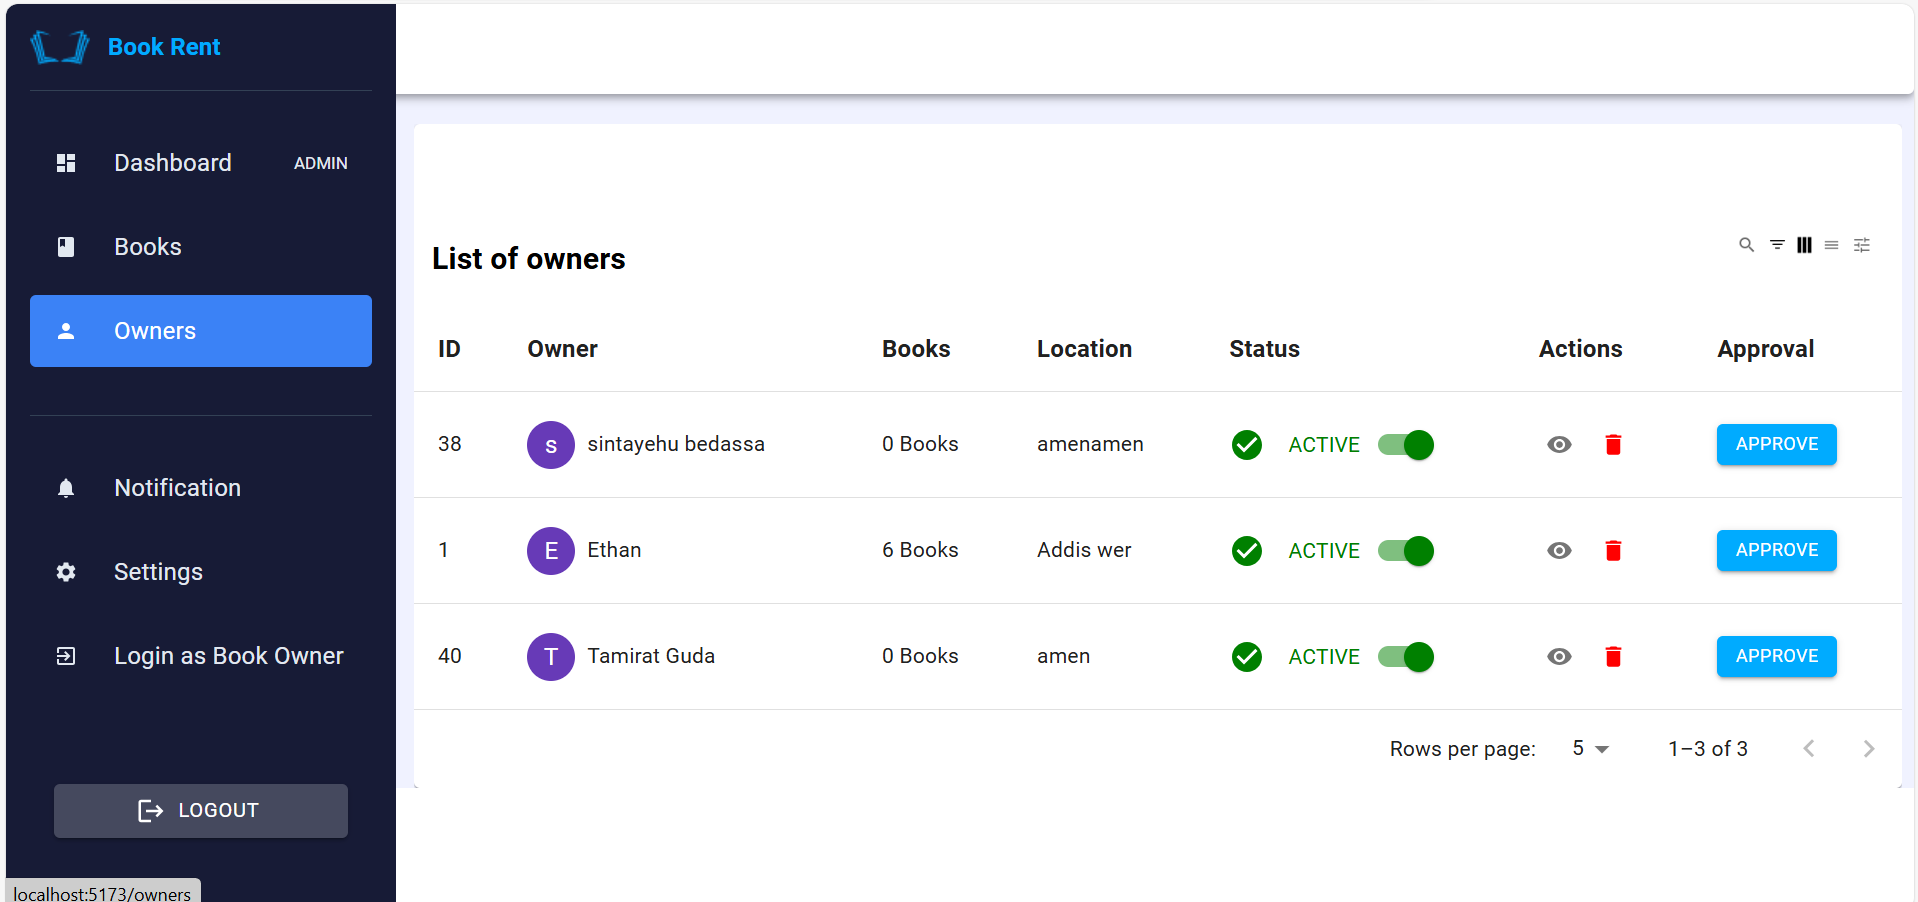 Book Rent
Dashboard ADMIN
Books
Owners
Notification
Settings
Login as Book Owner
LOGOUT
localhost:5173/owners
List of owners
ID Owner Books Location Status Actions Approval
38 s sintayehu bedassa 0 Books amenamen ACTIVE APPROVE
1 E Ethan 6 Books Addis wer ACTIVE APPROVE
40 T Tamirat Guda 0 Books amen ACTIVE APPROVE
Rows per page: 5 1–3 of 3